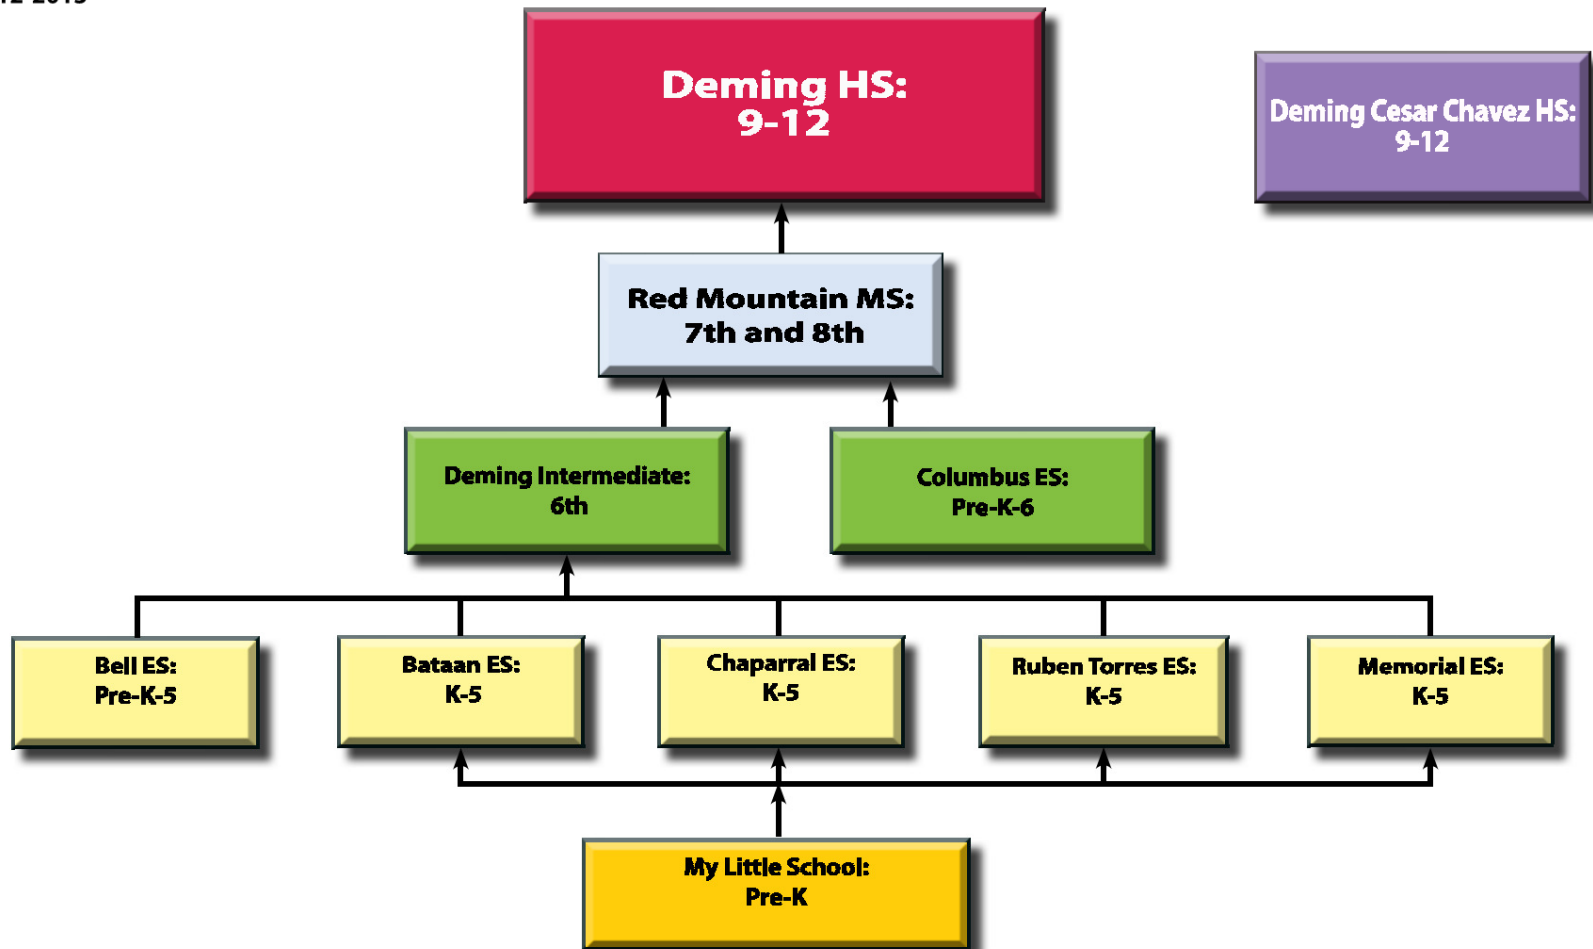 Deming HS:
9-12
Deming Cesar Chavez HS:
9-12
Red Mountain MS:
7th and 8th
Deming Intermediate:
6th
Columbus ES:
Pre-K-6
Bell ES:
Pre-K-5
Bataan ES:
K-5
Chaparral ES:
K-5
Ruben Torres ES:
K-5
Memorial ES:
K-5
My Little School:
Pre-K